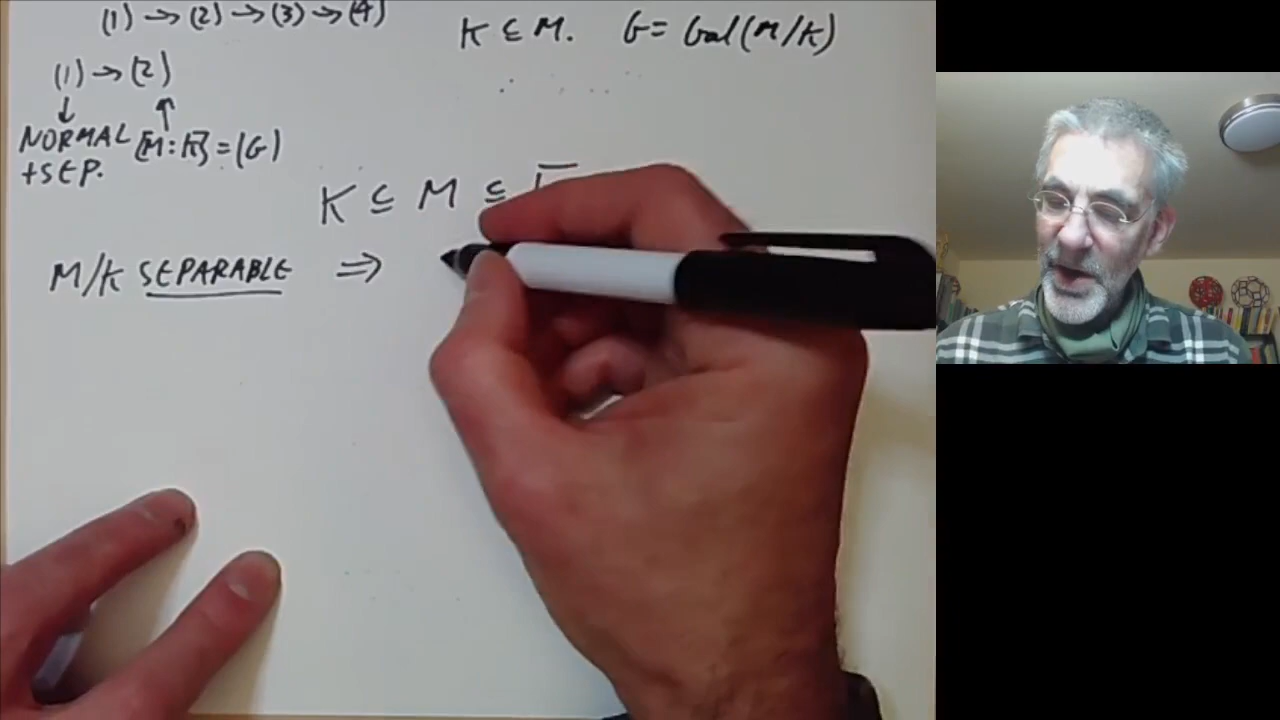 (1) → (2) → (3) → (4)
K ⊆ M. G = Gal(M/K)
(1) → (2)
↓ ↑
NORMAL [M:K] = |G|
+SEP.
K ⊆ M ⊆
M/K SEPARABLE ⇒